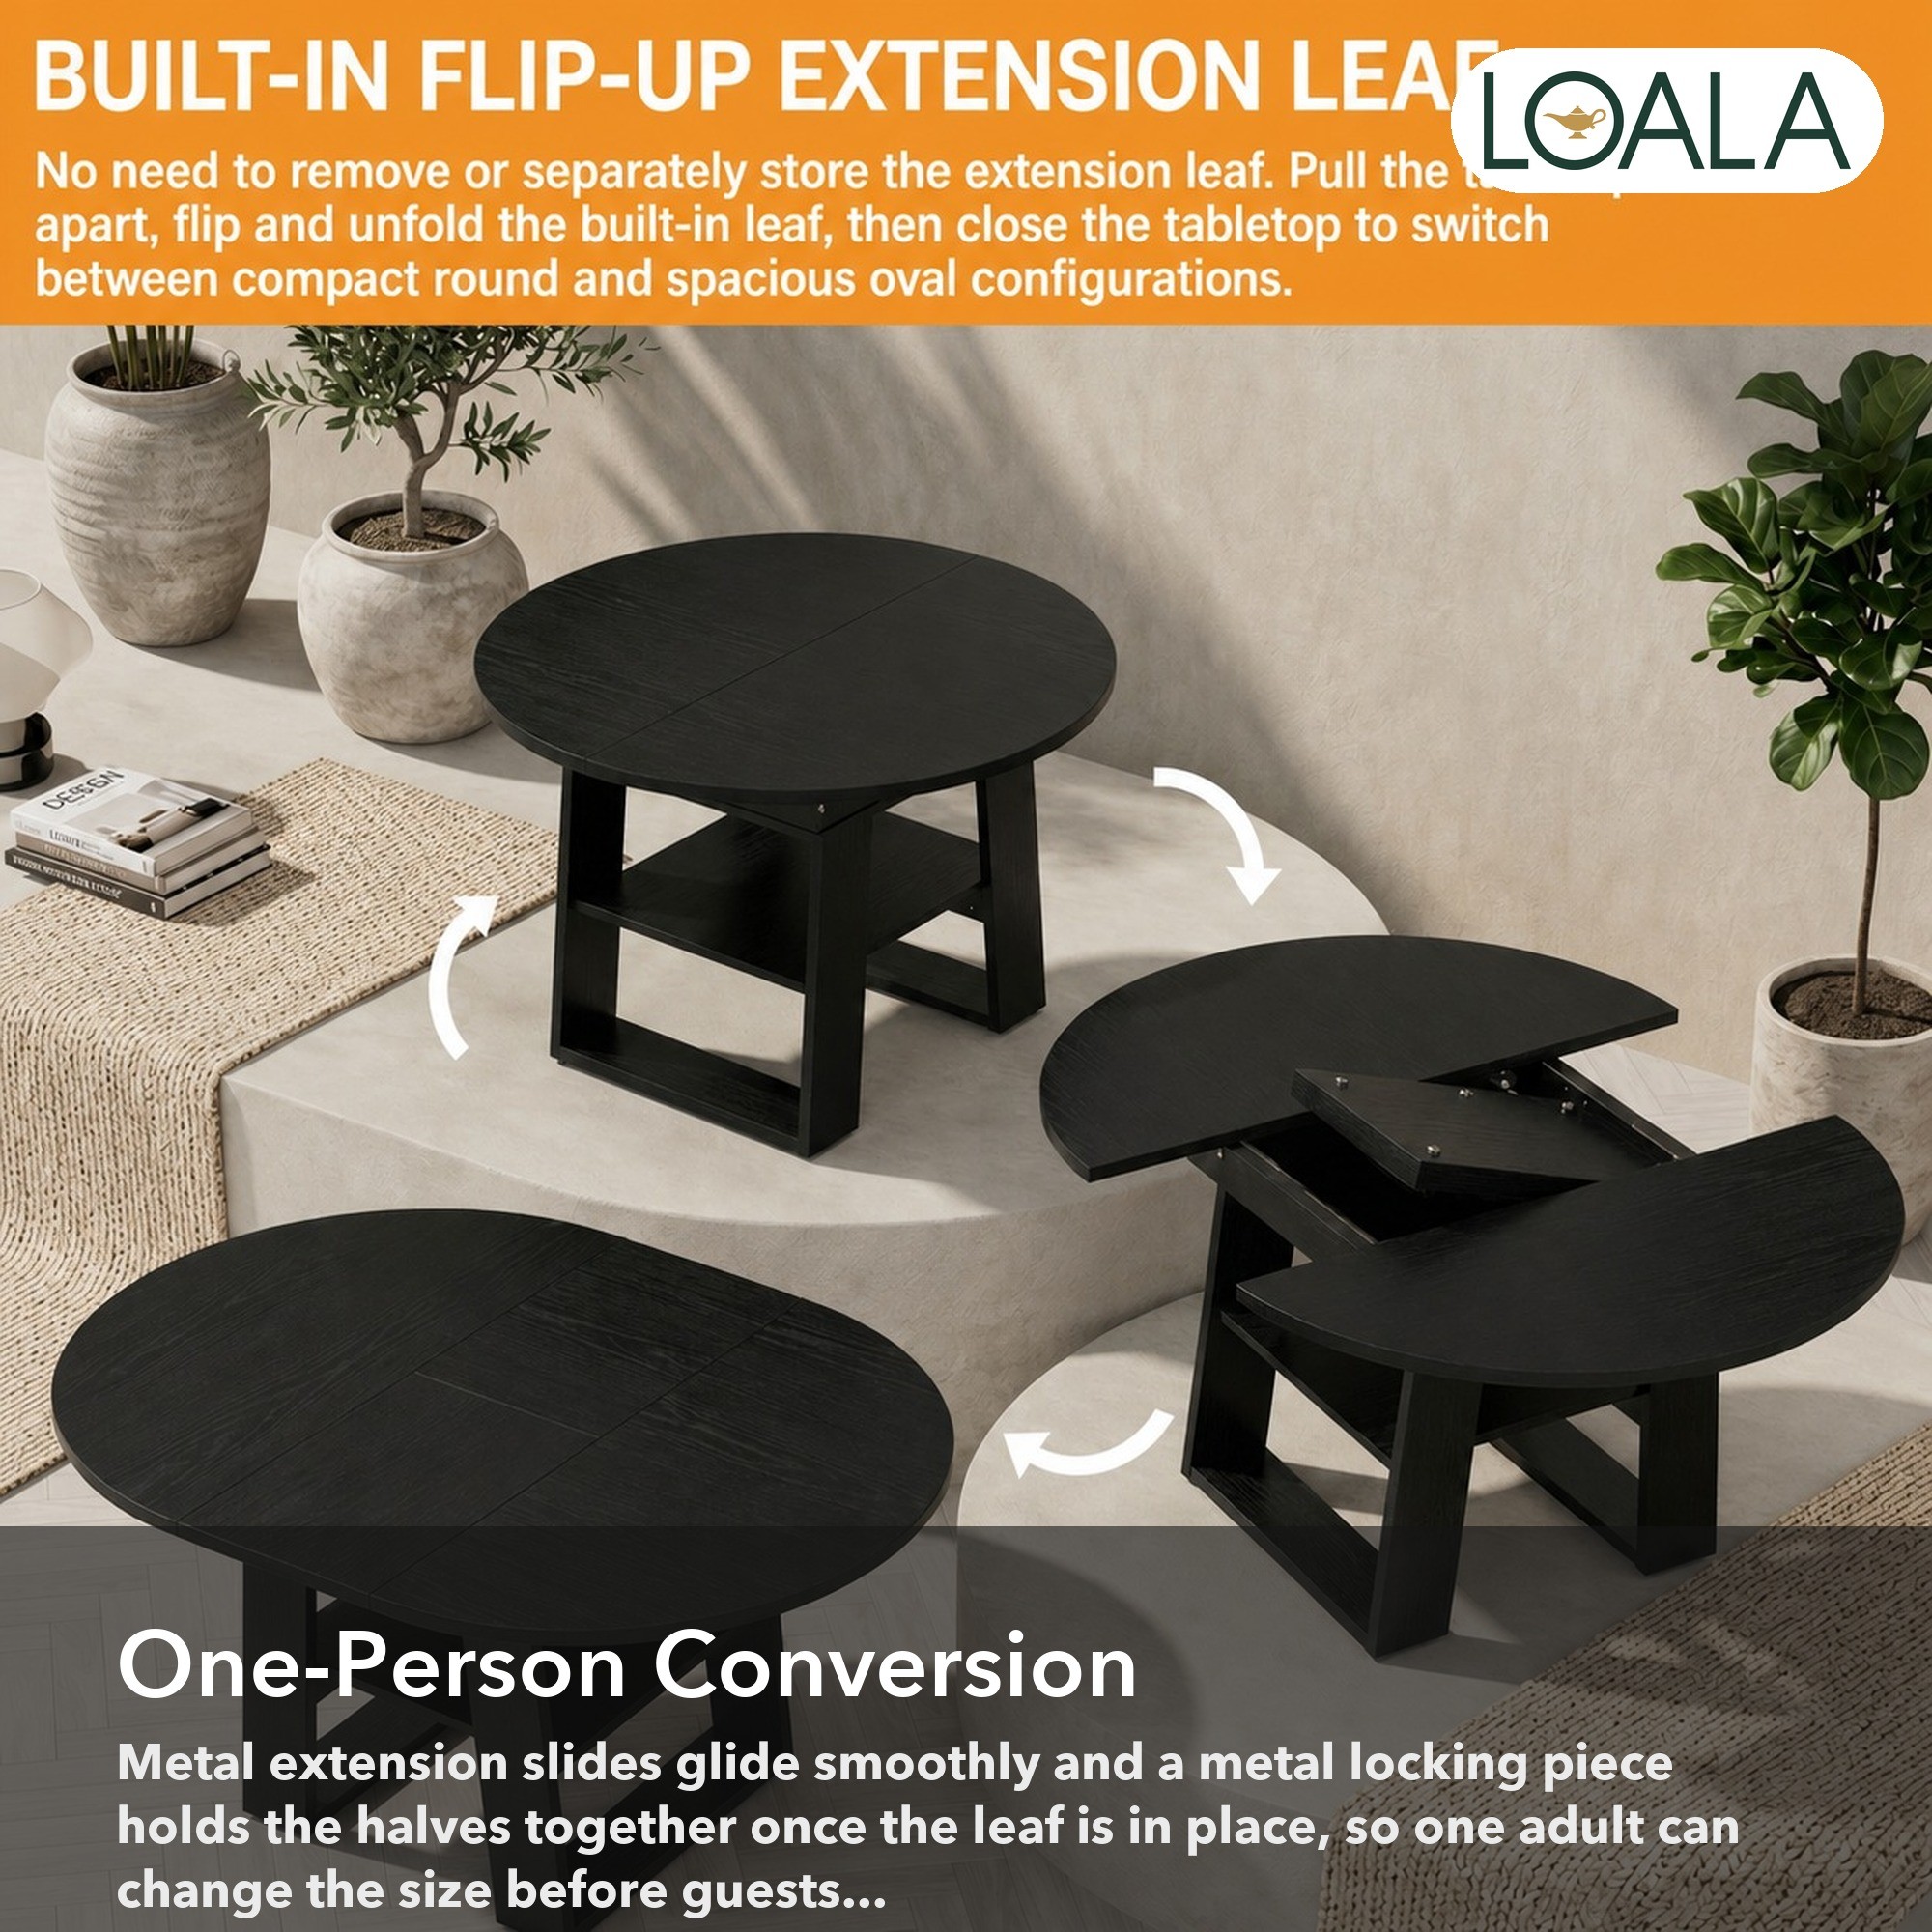 BUILT-IN FLIP-UP EXTENSION LEAF
LOALA
No need to remove or separately store the extension leaf. Pull the
apart, flip and unfold the built-in leaf, then close the tabletop to switch
between compact round and spacious oval configurations.
DESIGN
One-Person Conversion
Metal extension slides glide smoothly and a metal locking piece
holds the halves together once the leaf is in place, so one adult can
change the size before guests...